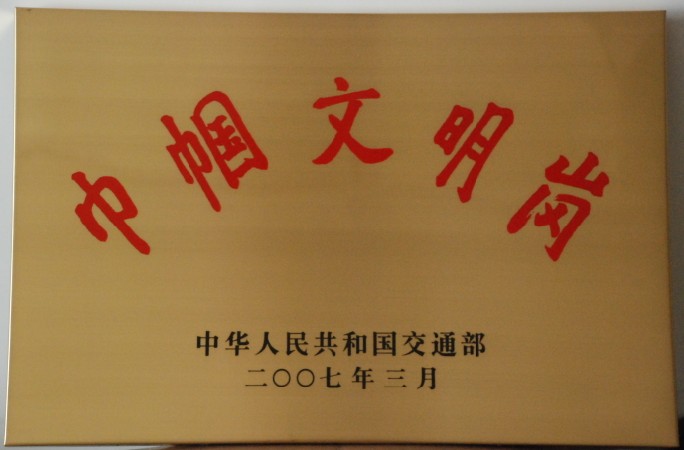 巾帼文明岗
中华人民共和国交通部
二〇〇七年三月